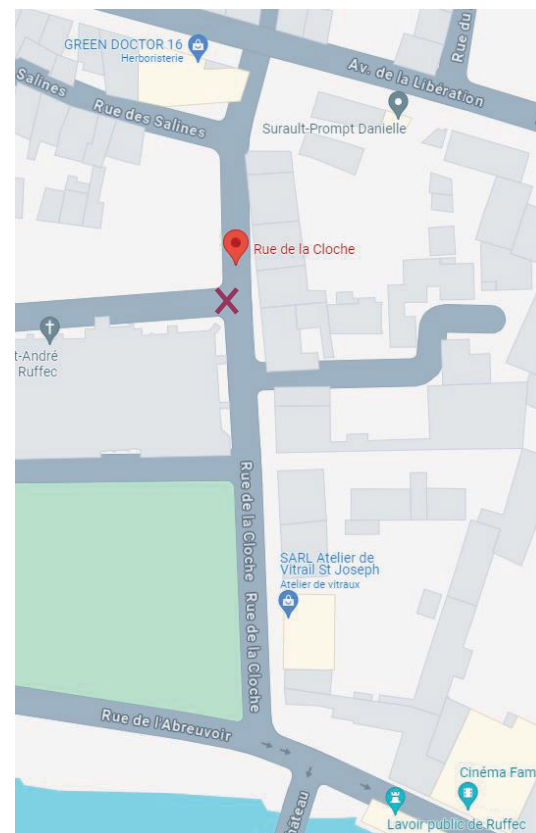 GREEN DOCTOR 16
Herboristerie
Salines
Rue des Salines
Av. de la Libération
Rue du
Surault-Prompt Danielle
Rue de la Cloche
t-André
Ruffec
Rue de la Cloche
Rue de la Cloche
SARL Atelier de
Vitrail St Joseph
Atelier de vitraux
Rue de l'Abreuvoir
Cinéma Fam
Lavoir public de Ruffec
hâteau